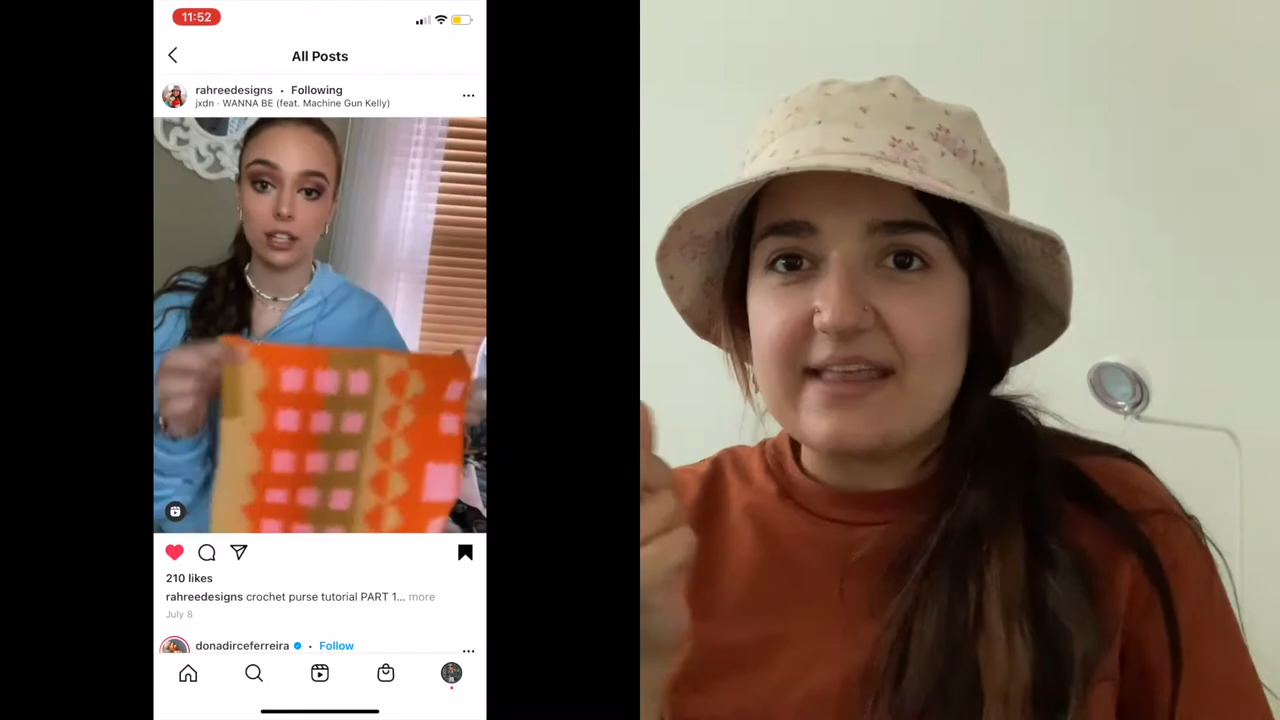 11:52
All Posts
rahreedesigns • Following
jxdn · WANNA BE (feat. Machine Gun Kelly)
210 likes
rahreedesigns crochet purse tutorial PART 1... more
July 8
donadirceferreira • Follow